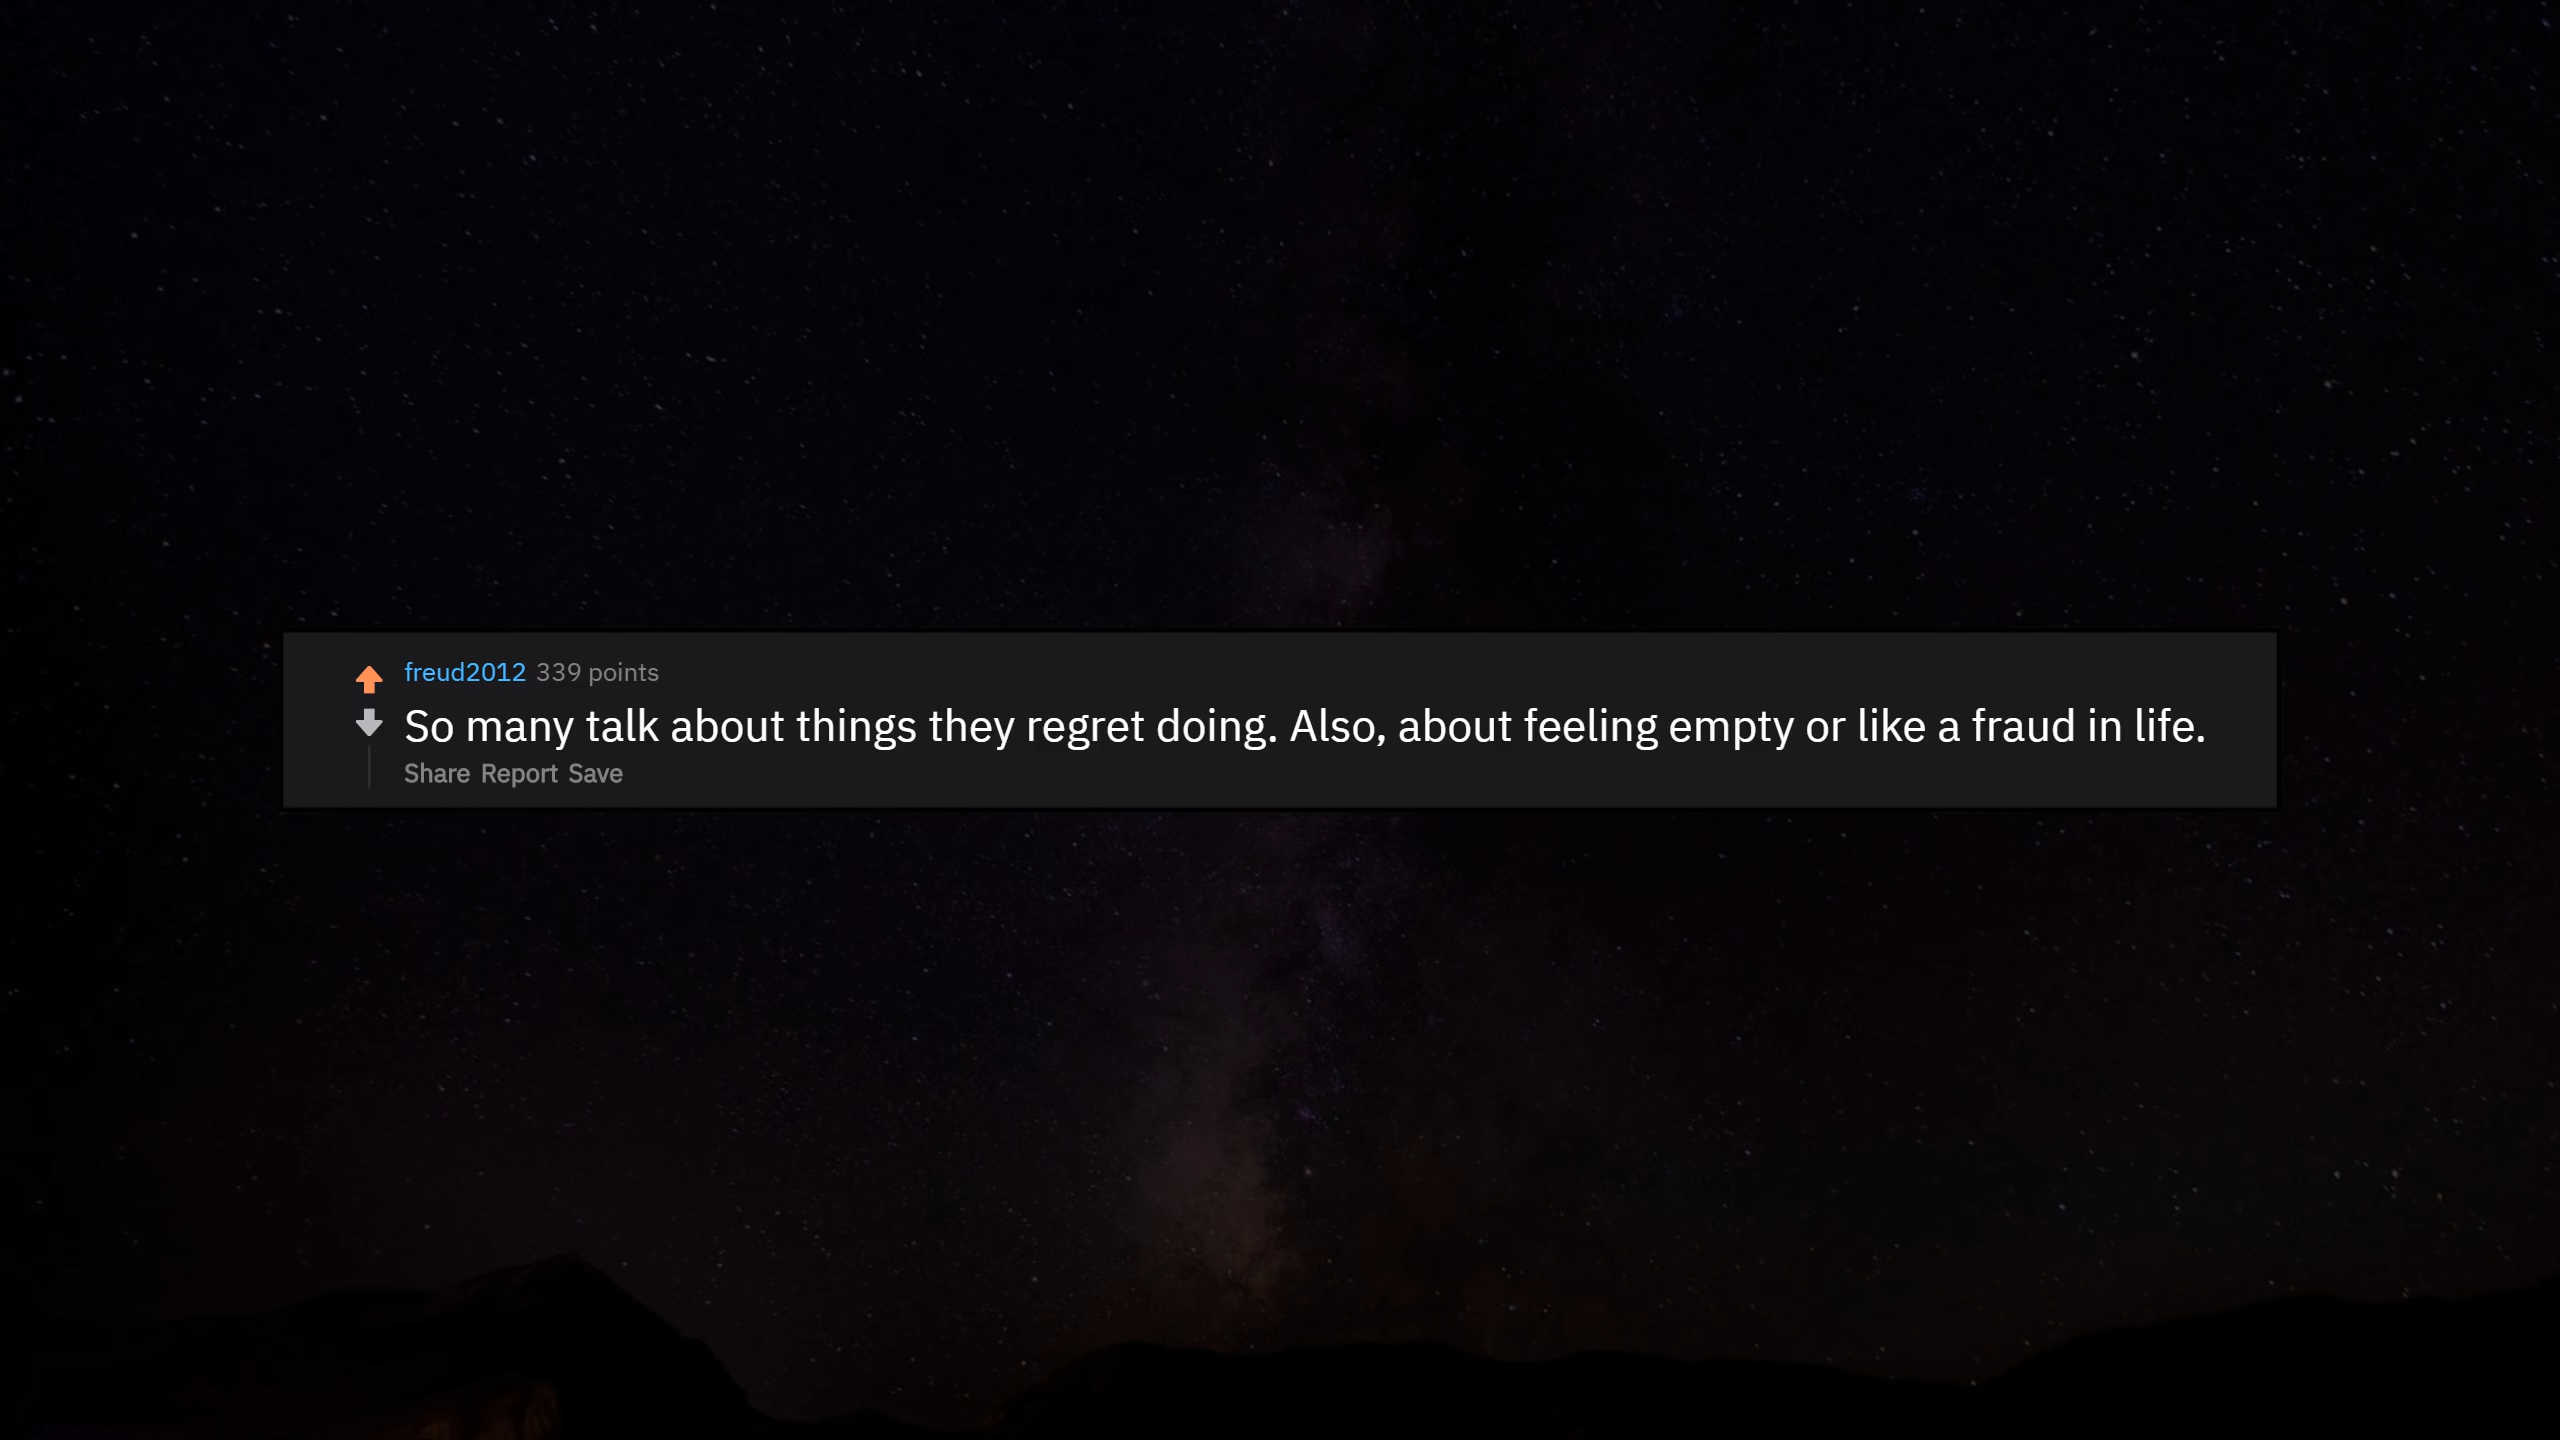 freud2012 339 points
So many talk about things they regret doing. Also, about feeling empty or like a fraud in life.
Share Report Save